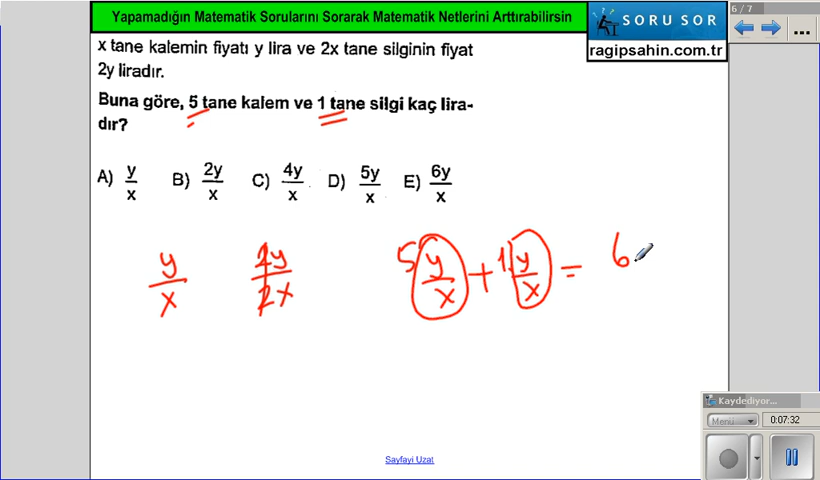 Yapamadığın Matematik Sorularını Sorarak Matematik Netlerini Arttırabilirsin
SORU SOR
ragipsahin.com.tr
6 / 7
...
x tane kalemin fiyatı y lira ve 2x tane silginin fiyat
2y liradır.
Buna göre, 5 tane kalem ve 1 tane silgi kaç lira-
dır?
A) y/x B) 2y/x C) 4y/x D) 5y/x E) 6y/x
y/x 2y/2x 5 y/x + 1 y/x = 6
Kaydediyor...
Menü 0:07:32
Sayfayi Uzat